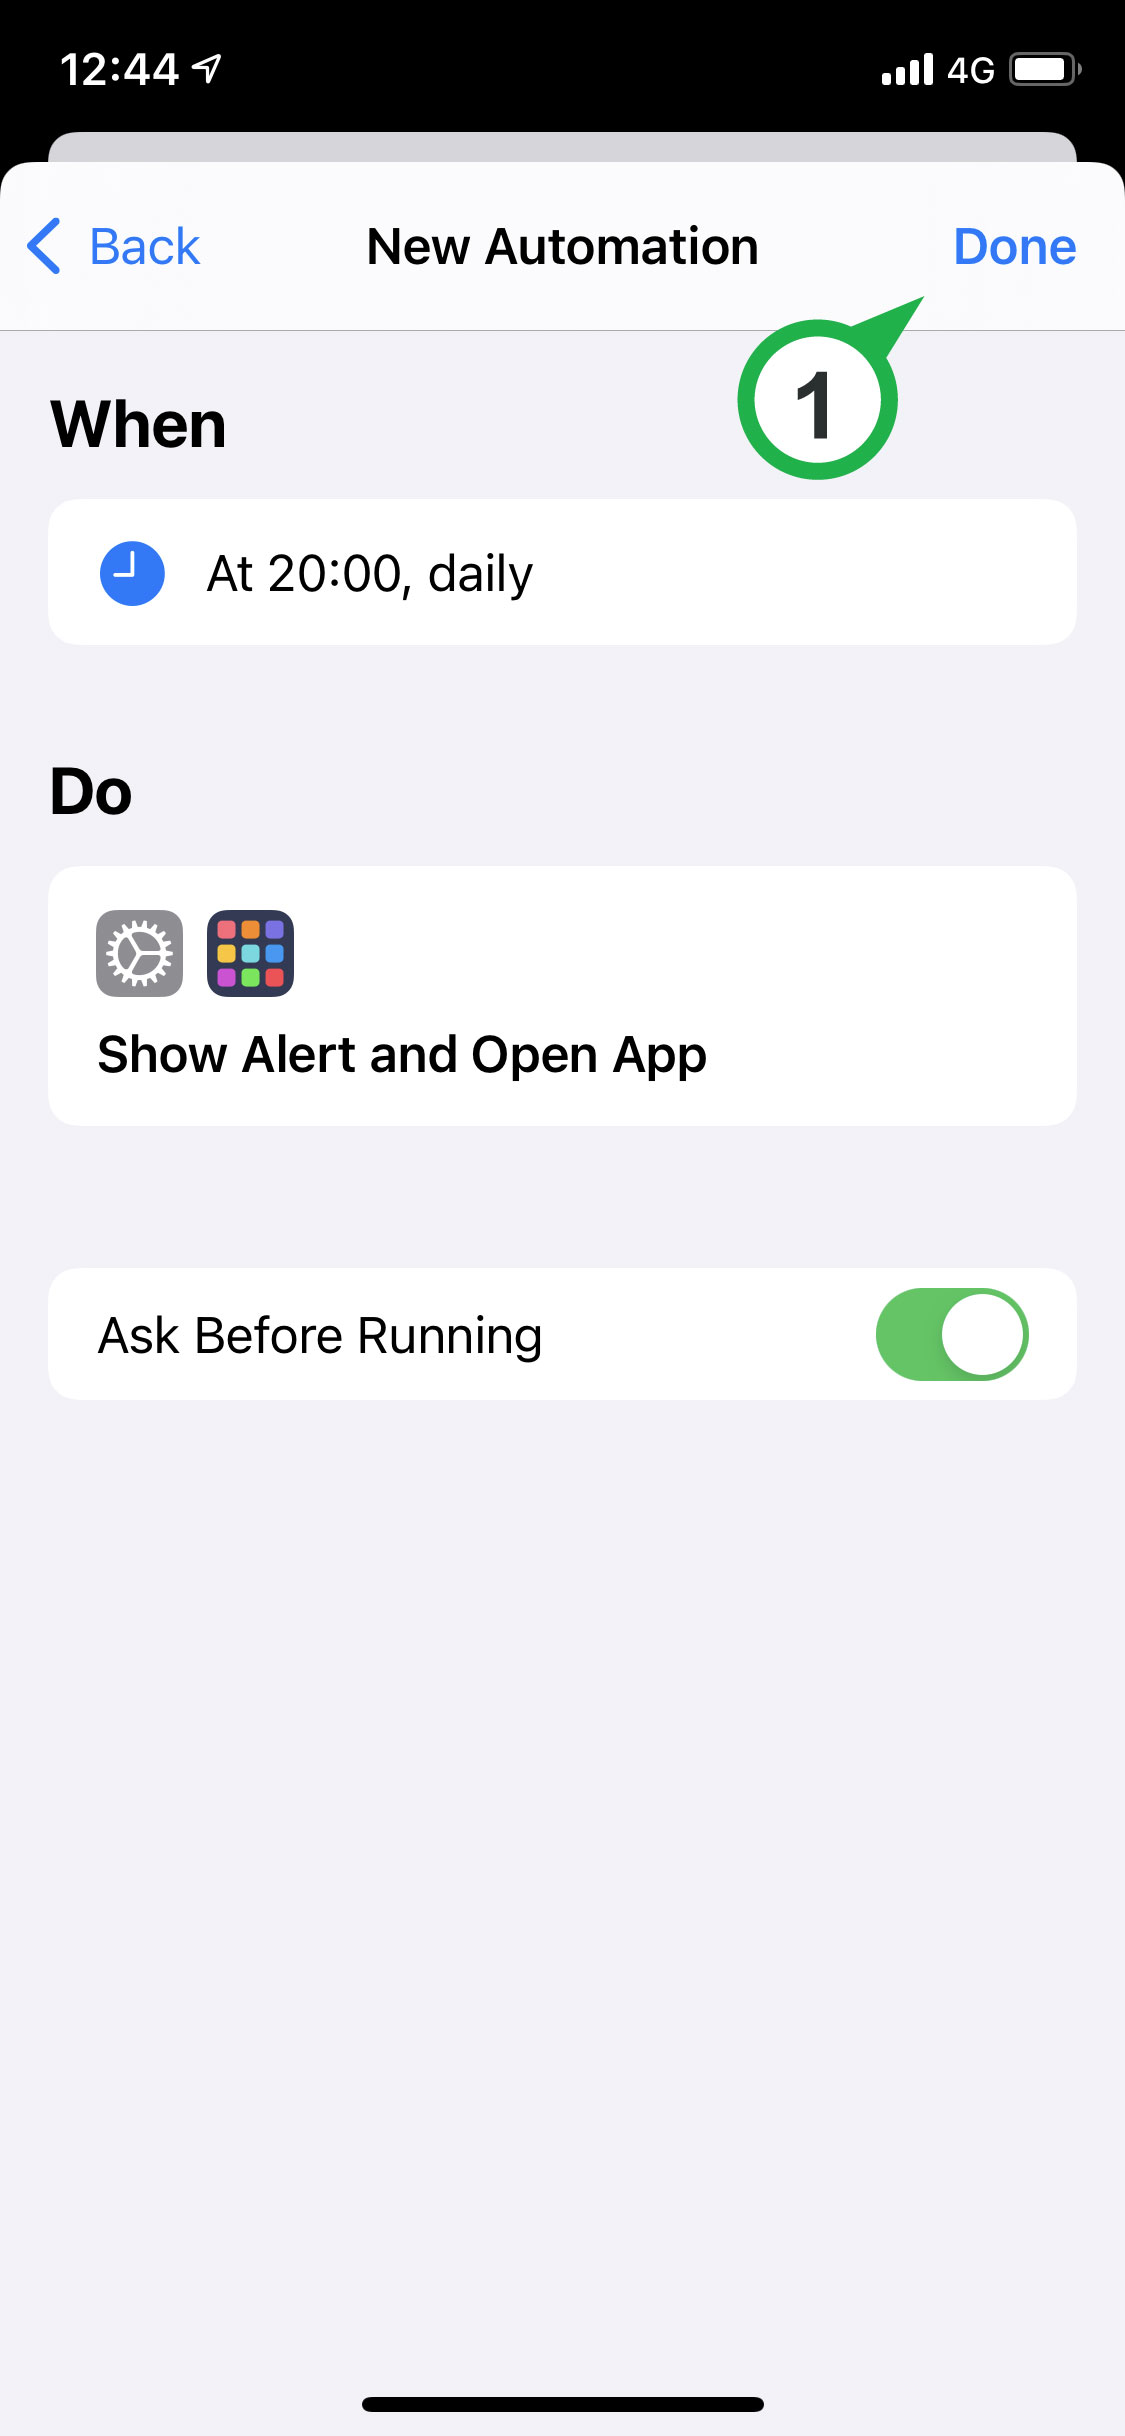 12:44
4G
Back
New Automation
Done
1
When
At 20:00, daily
Do
Show Alert and Open App
Ask Before Running